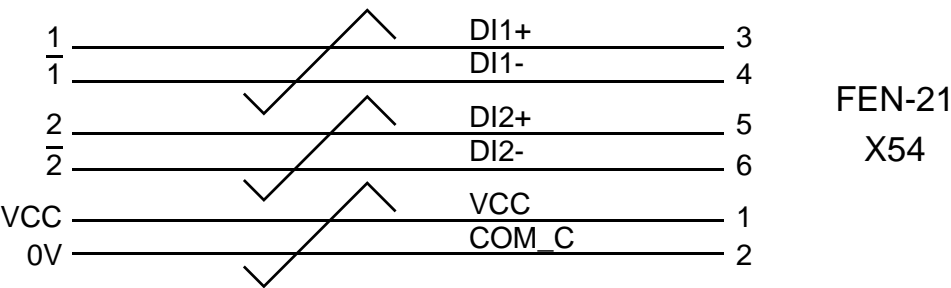 1 DI1+ 3
1̅ DI1- 4
FEN-21
2 DI2+ 5
X54
2̅ DI2- 6
VCC VCC 1
0V COM_C 2